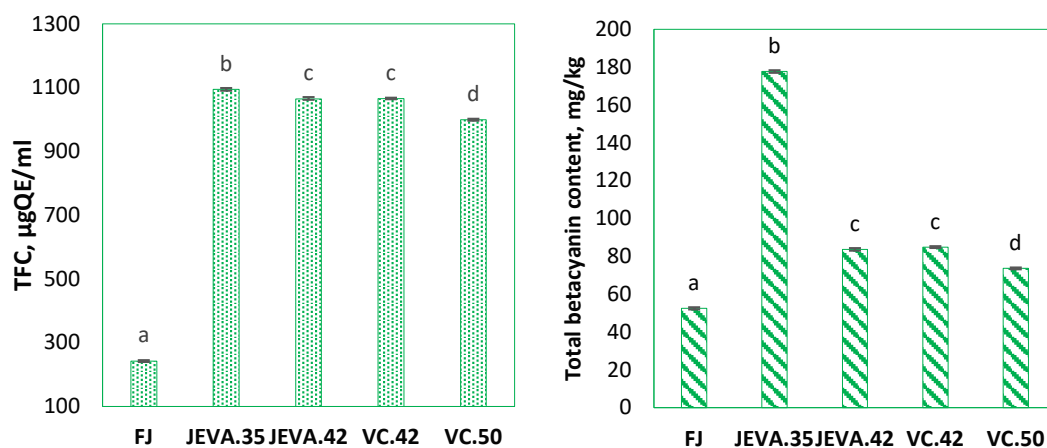 TFC, µgQE/ml
1300
1100
900
700
500
300
100
a
b
c
c
d
FJ JEVA.35 JEVA.42 VC.42 VC.50
Total betacyanin content, mg/kg
200
180
160
140
120
100
80
60
40
20
0
a
b
c
c
d
FJ JEVA.35 JEVA.42 VC.42 VC.50